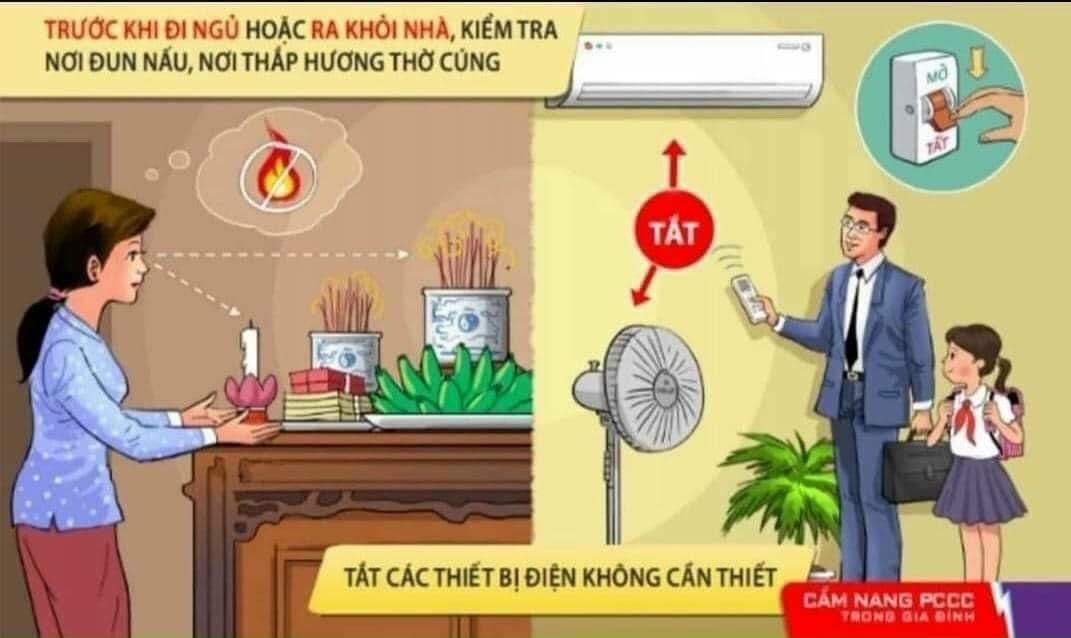 TRƯỚC KHI ĐI NGỦ HOẶC RA KHỎI NHÀ, KIỂM TRA
NƠI ĐUN NẤU, NƠI THẮP HƯƠNG THỜ CÚNG
MỞ
TẮT
TẮT
TẮT CÁC THIẾT BỊ ĐIỆN KHÔNG CẦN THIẾT
CẨM NANG PCCC
TRONG GIA ĐÌNH